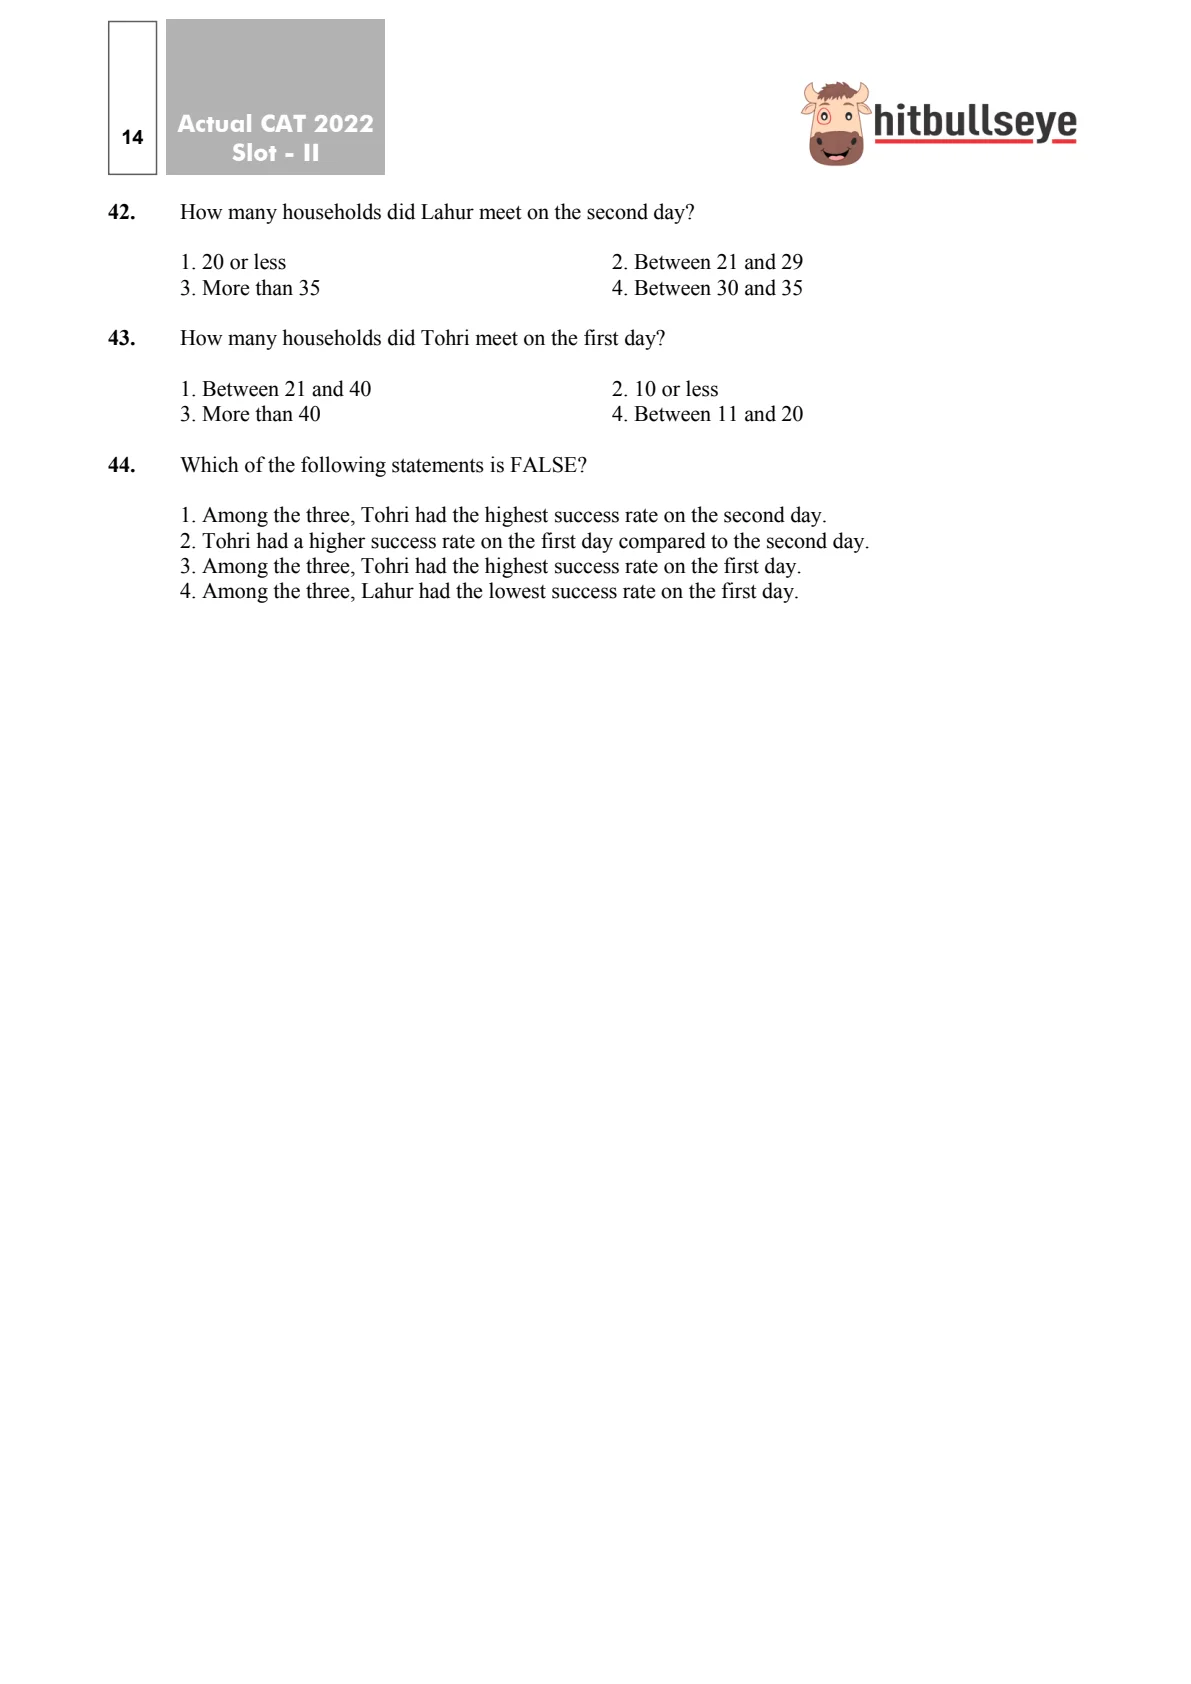 14
Actual CAT 2022
Slot - II
hitbullseye
42. How many households did Lahur meet on the second day?
1. 20 or less 2. Between 21 and 29
3. More than 35 4. Between 30 and 35
43. How many households did Tohri meet on the first day?
1. Between 21 and 40 2. 10 or less
3. More than 40 4. Between 11 and 20
44. Which of the following statements is FALSE?
1. Among the three, Tohri had the highest success rate on the second day.
2. Tohri had a higher success rate on the first day compared to the second day.
3. Among the three, Tohri had the highest success rate on the first day.
4. Among the three, Lahur had the lowest success rate on the first day.